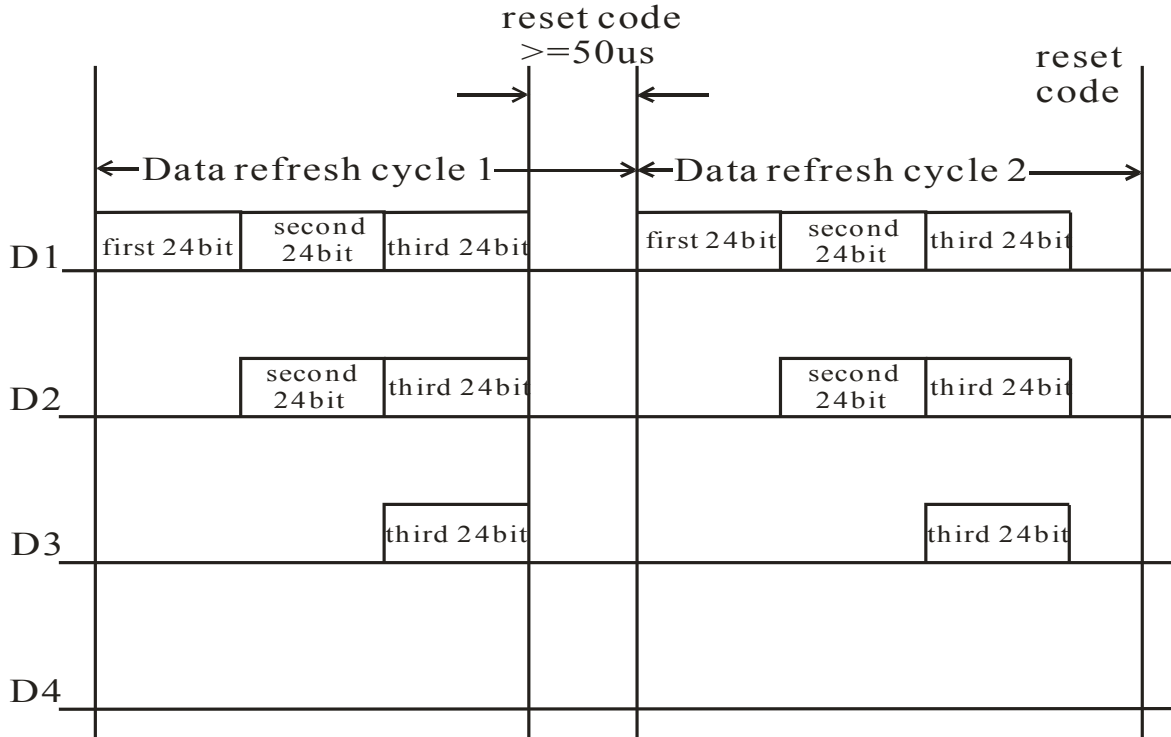 reset code
>=50us
reset
code
Data refresh cycle 1
Data refresh cycle 2
D1
first 24bit
second
24bit
third 24bit
first 24bit
second
24bit
third 24bit
D2
second
24bit
third 24bit
second
24bit
third 24bit
D3
third 24bit
third 24bit
D4